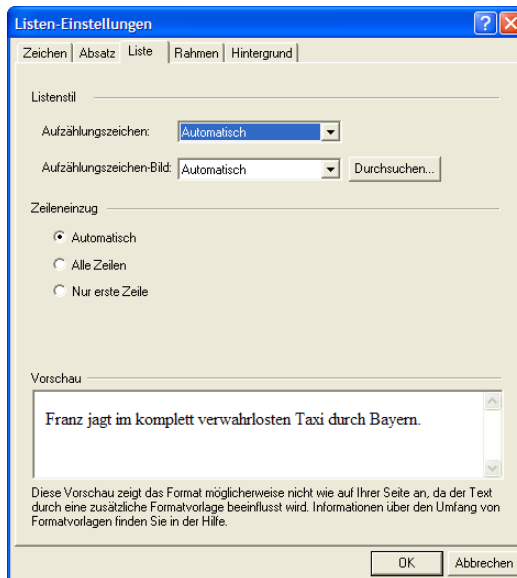 Listen-Einstellungen
Zeichen Absatz Liste Rahmen Hintergrund
Listenstil
Aufzählungszeichen: Automatisch
Aufzählungszeichen-Bild: Automatisch Durchsuchen...
Zeileneinzug
Automatisch
Alle Zeilen
Nur erste Zeile
Vorschau
Franz jagt im komplett verwahrlosten Taxi durch Bayern.
Diese Vorschau zeigt das Format möglicherweise nicht wie auf Ihrer Seite an, da der Text
durch eine zusätzliche Formatvorlage beeinflusst wird. Informationen über den Umfang von
Formatvorlagen finden Sie in der Hilfe.
OK Abbrechen